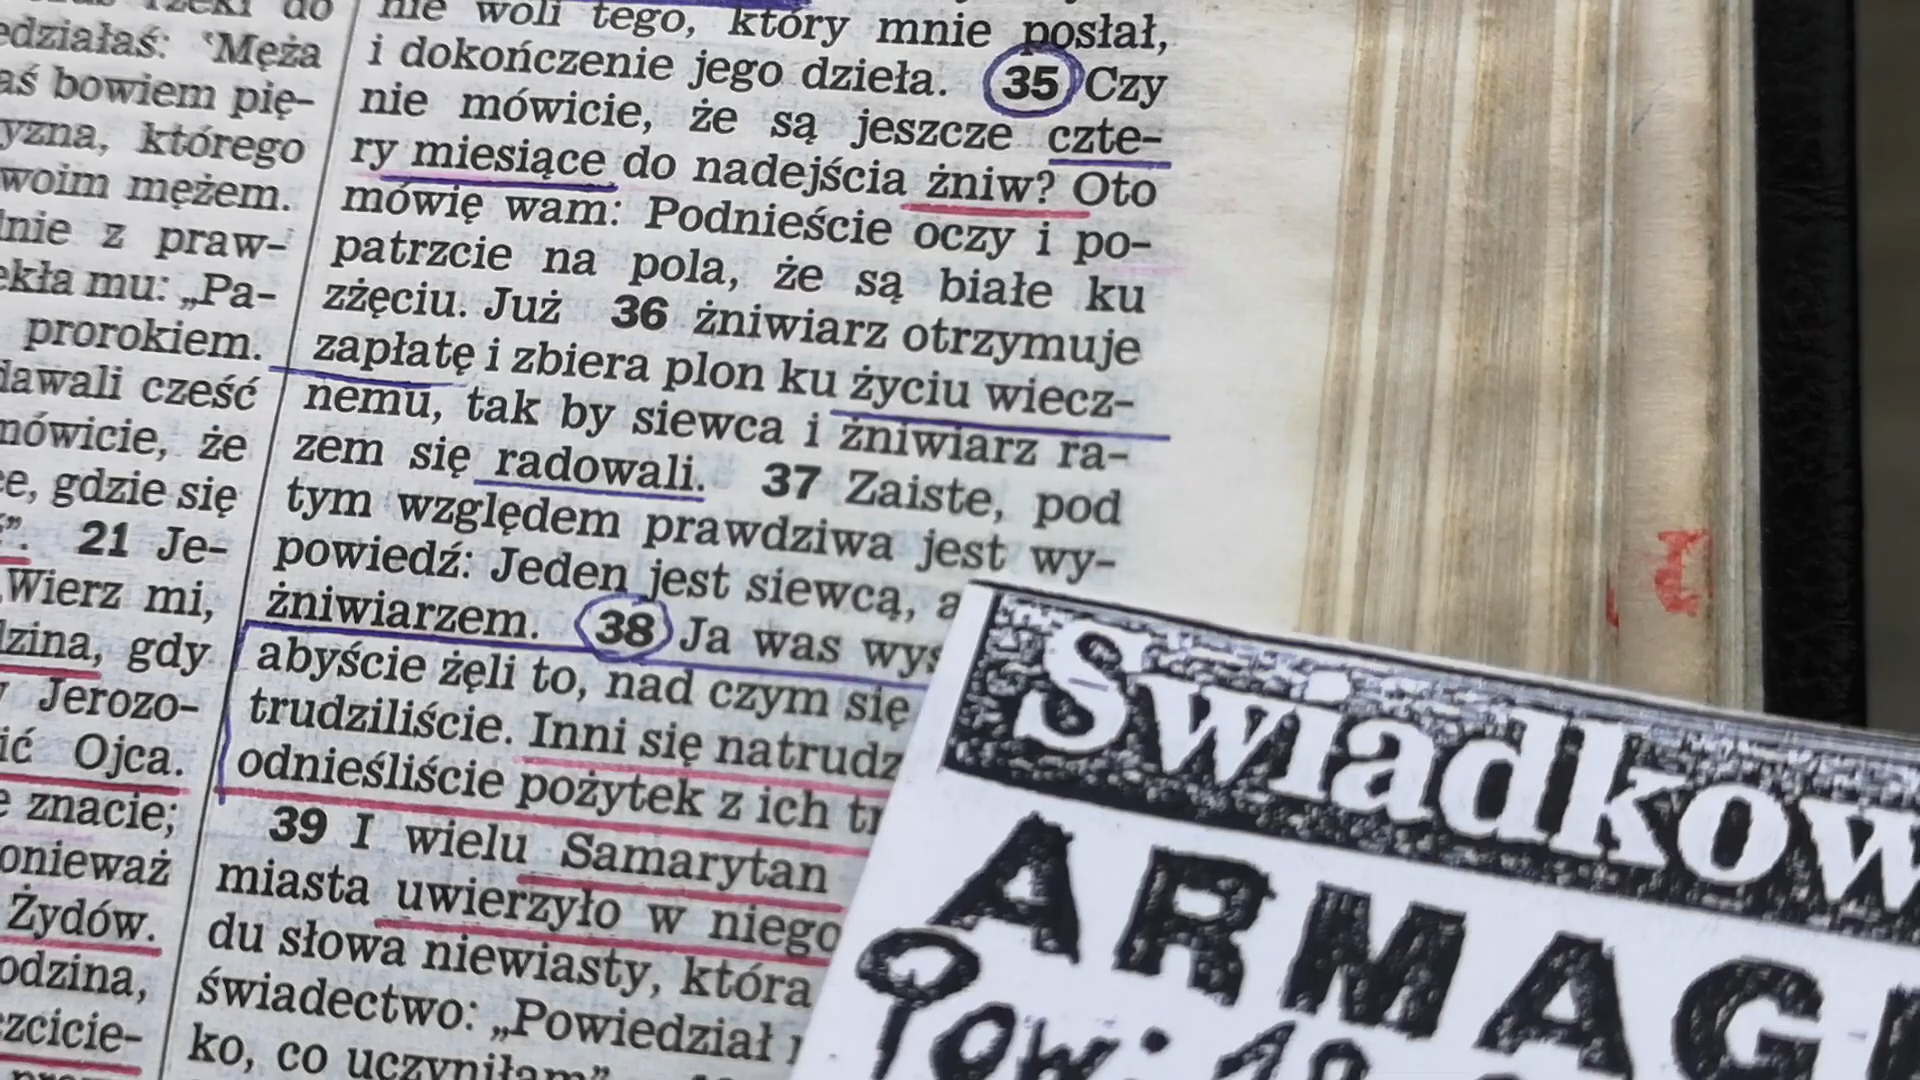 do
edziałaś: ‛Męża
aś bowiem pię-
yzna, którego
woim mężem.
lnie z praw-
ekła mu: „Pa-
prorokiem.
dawali cześć
mówicie, że
ce, gdzie się
”. 21 Je-
Wierz mi,
dzina, gdy
y Jerozo-
ić Ojca.
e znacie;
onieważ
Żydów.
odzina,
zcicie-
nie woli tego, który mnie posłał,
i dokończenie jego dzieła. 35 Czy
nie mówicie, że są jeszcze czte-
ry miesiące do nadejścia żniw? Oto
mówię wam: Podnieście oczy i po-
patrzcie na pola, że są białe ku
zżęciu. Już 36 żniwiarz otrzymuje
zapłatę i zbiera plon ku życiu wiecz-
nemu, tak by siewca i żniwiarz ra-
zem się radowali. 37 Zaiste, pod
tym względem prawdziwa jest wy-
powiedź: Jeden jest siewcą, a
żniwiarzem. 38 Ja was wys
abyście żęli to, nad czym się
trudziliście. Inni się natrudz
odnieśliście pożytek z ich tr
39 I wielu Samarytan
miasta uwierzyło w niego
du słowa niewiasty, która
świadectwo: „Powiedział
ko, co uczyniłam”.
Świadkow
ARMAG